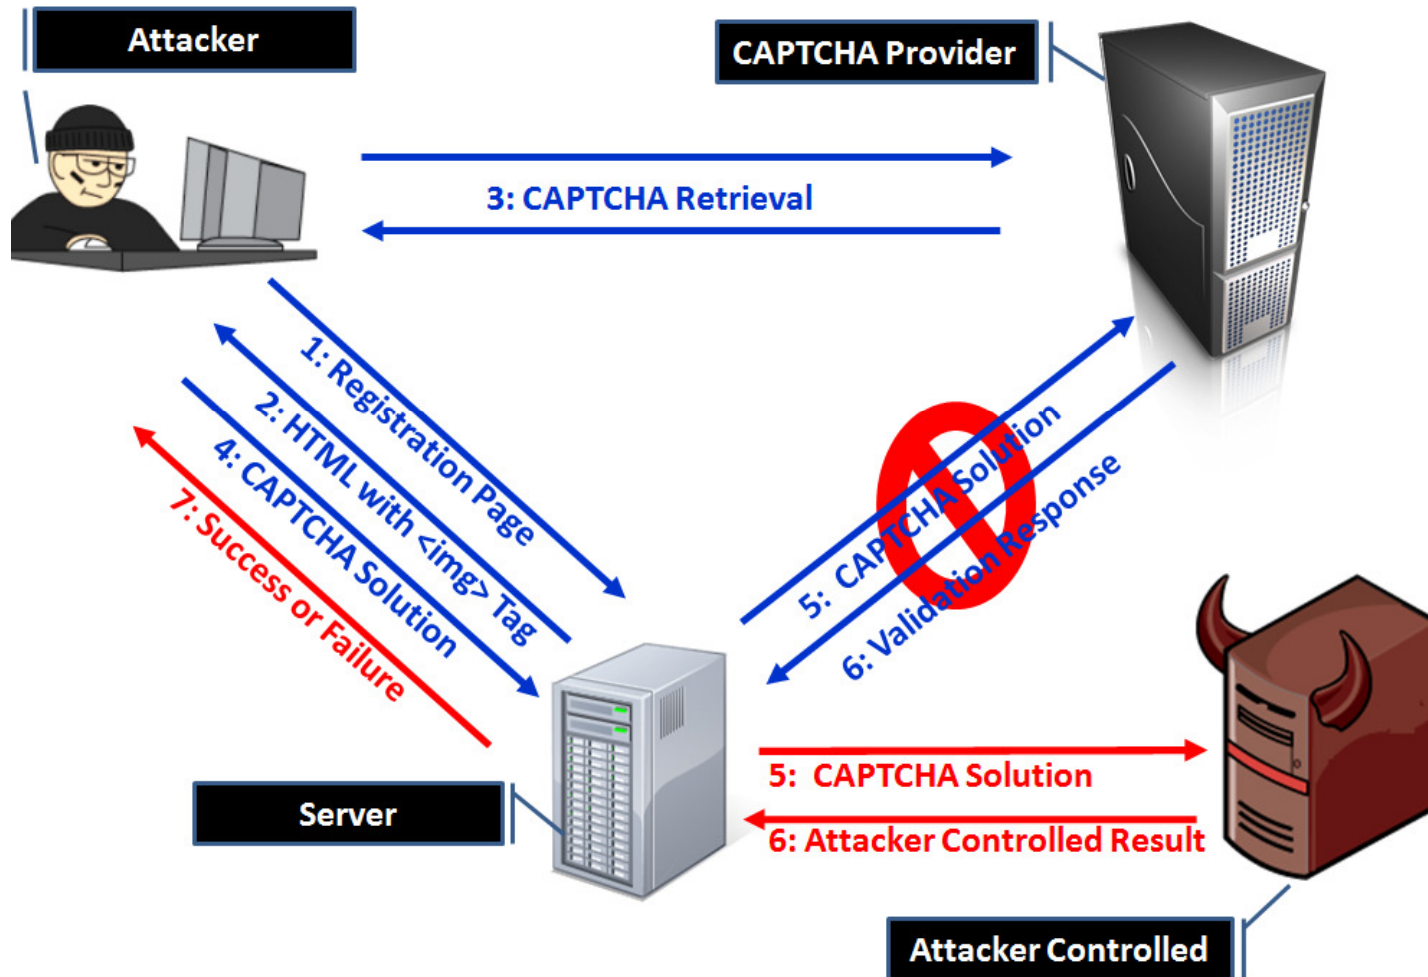 Attacker
CAPTCHA Provider
3: CAPTCHA Retrieval
1: Registration Page
2: HTML with <img> Tag
4: CAPTCHA Solution
7: Success or Failure
5: CAPTCHA Solution
6: Validation Response
5: CAPTCHA Solution
6: Attacker Controlled Result
Server
Attacker Controlled